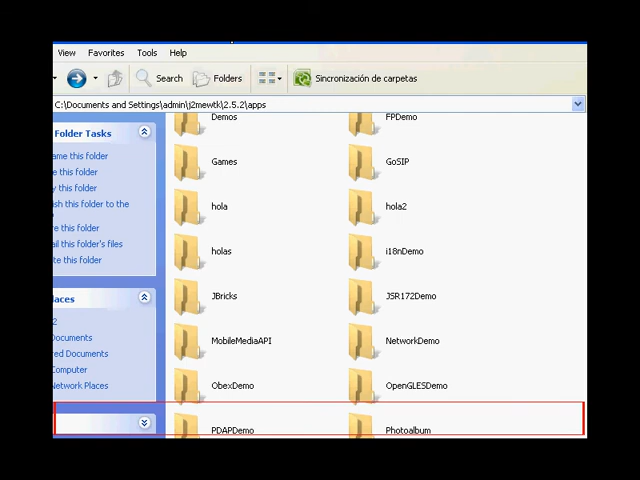 View Favorites Tools Help
Search Folders Sincronización de carpetas
C:\Documents and Settings\admin\j2mewtk\2.5.2\apps
Folder Tasks
ame this folder
e this folder
y this folder
ish this folder to the
re this folder
ail this folder's files
ete this folder
laces
2
Documents
red Documents
Computer
Network Places
Demos FPDemo
Games GoSIP
hola hola2
holas i18nDemo
JBricks JSR172Demo
MobileMediaAPI NetworkDemo
ObexDemo OpenGLESDemo
PDAPDemo Photoalbum